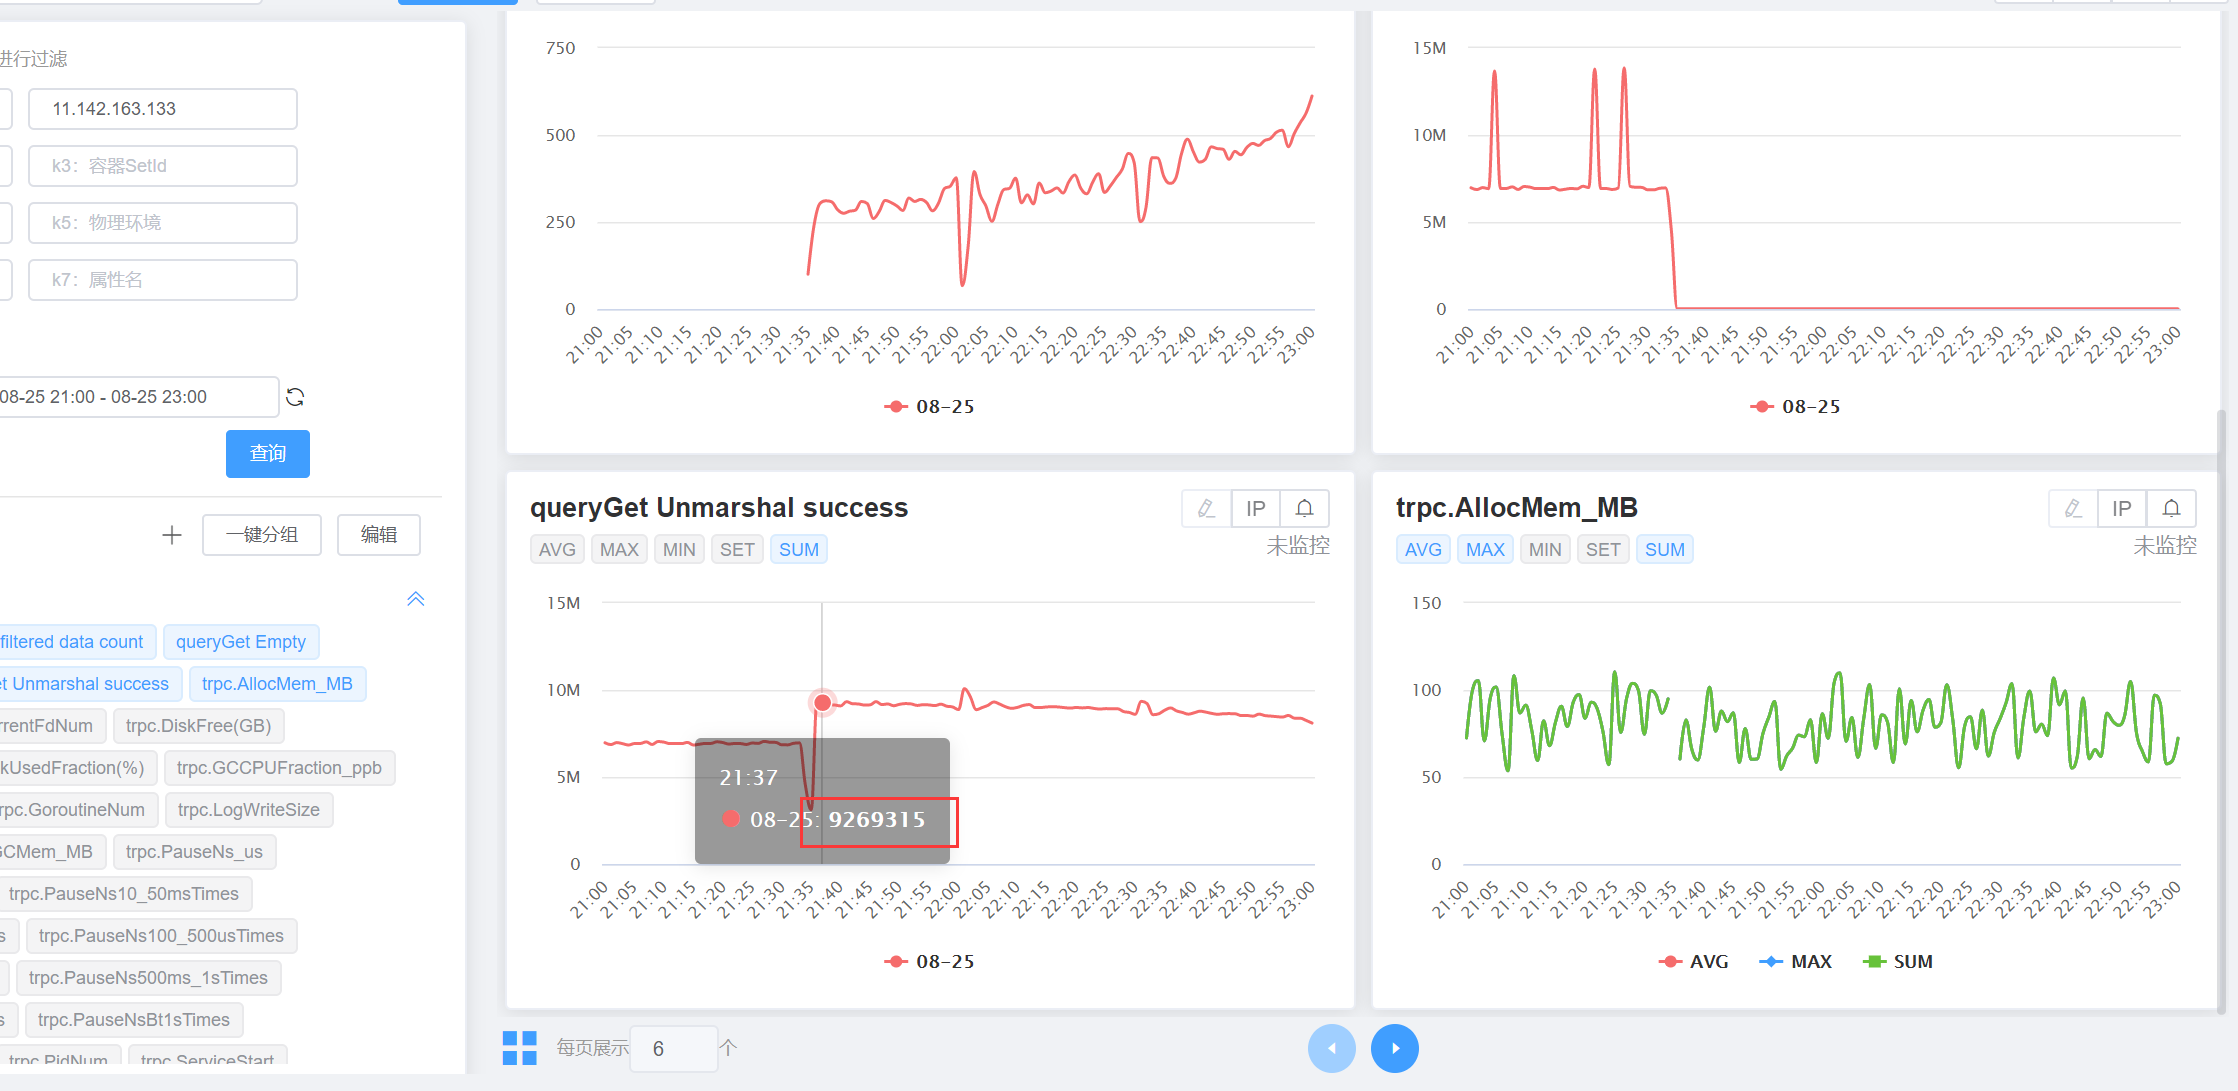 进行过滤
11.142.163.133
k3：容器SetId
k5：物理环境
k7：属性名
08-25 21:00 - 08-25 23:00
查询
一键分组
编辑
filtered data count
queryGet Empty
et Unmarshal success
trpc.AllocMem_MB
rrentFdNum
trpc.DiskFree(GB)
kUsedFraction(%)
trpc.GCCPUFraction_ppb
rpc.GoroutineNum
trpc.LogWriteSize
GCMem_MB
trpc.PauseNs_us
trpc.PauseNs10_50msTimes
s
trpc.PauseNs100_500usTimes
trpc.PauseNs500ms_1sTimes
s
trpc.PauseNsBt1sTimes
trpc.PidNum
trpc.ServiceStart
750
500
250
0
21:00 21:05 21:10 21:15 21:20 21:25 21:30 21:35 21:40 21:45 21:50 21:55 22:00 22:05 22:10 22:15 22:20 22:25 22:30 22:35 22:40 22:45 22:50 22:55 23:00
08-25
15M
10M
5M
0
21:00 21:05 21:10 21:15 21:20 21:25 21:30 21:35 21:40 21:45 21:50 21:55 22:00 22:05 22:10 22:15 22:20 22:25 22:30 22:35 22:40 22:45 22:50 22:55 23:00
08-25
queryGet Unmarshal success
IP
AVG MAX MIN SET SUM
未监控
15M
10M
5M
0
21:37
08-25: 9269315
21:00 21:05 21:10 21:15 21:20 21:25 21:30 21:35 21:40 21:45 21:50 21:55 22:00 22:05 22:10 22:15 22:20 22:25 22:30 22:35 22:40 22:45 22:50 22:55 23:00
08-25
trpc.AllocMem_MB
IP
AVG MAX MIN SET SUM
未监控
150
100
50
0
21:00 21:05 21:10 21:15 21:20 21:25 21:30 21:35 21:40 21:45 21:50 21:55 22:00 22:05 22:10 22:15 22:20 22:25 22:30 22:35 22:40 22:45 22:50 22:55 23:00
AVG MAX SUM
每页展示 6 个